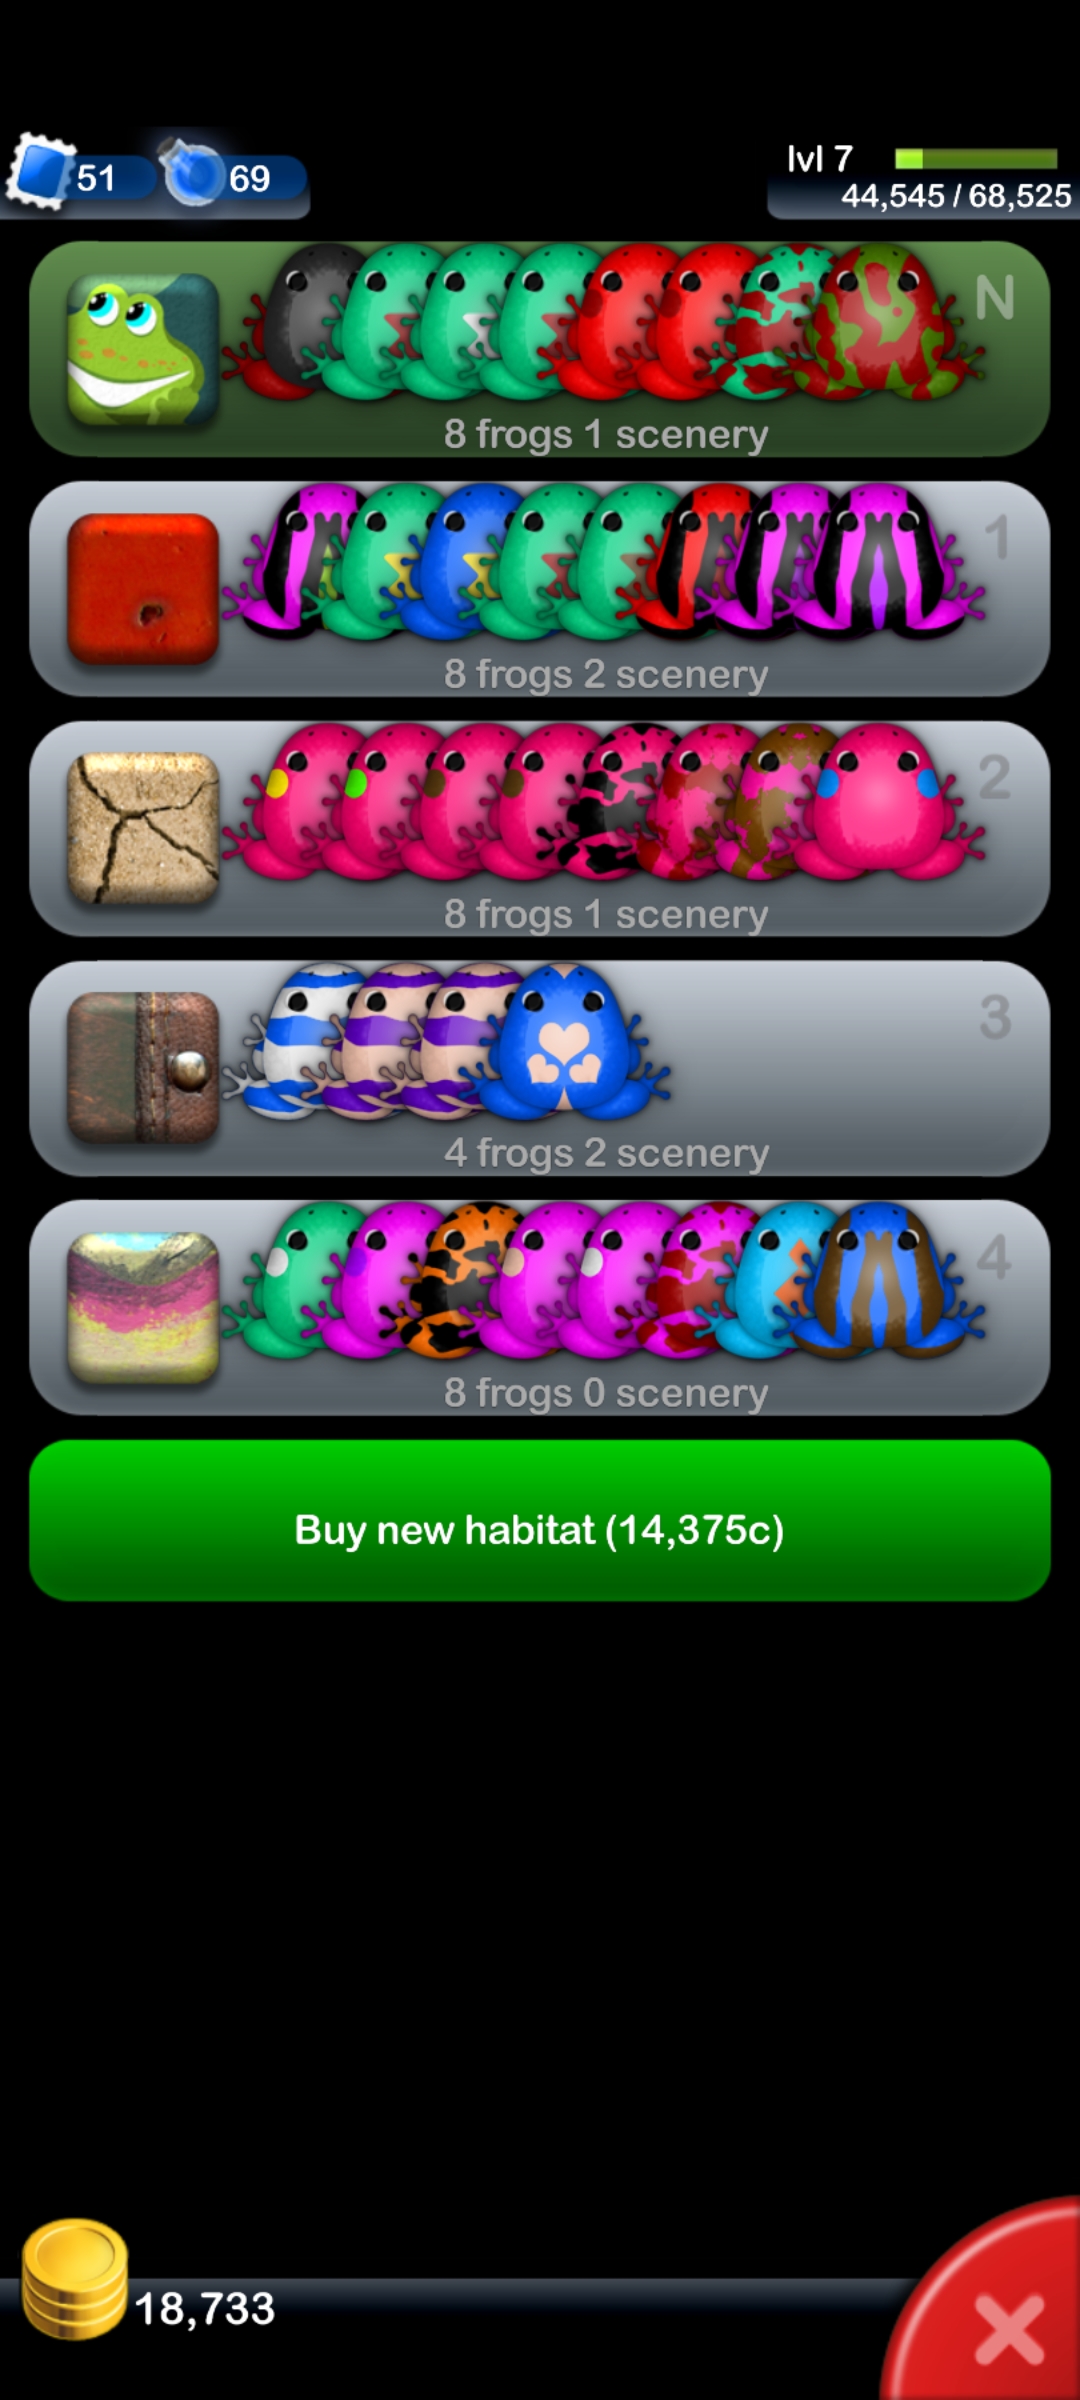 51
69
lvl 7
44,545 / 68,525
N
8 frogs 1 scenery
1
8 frogs 2 scenery
2
8 frogs 1 scenery
3
4 frogs 2 scenery
4
8 frogs 0 scenery
Buy new habitat (14,375c)
18,733